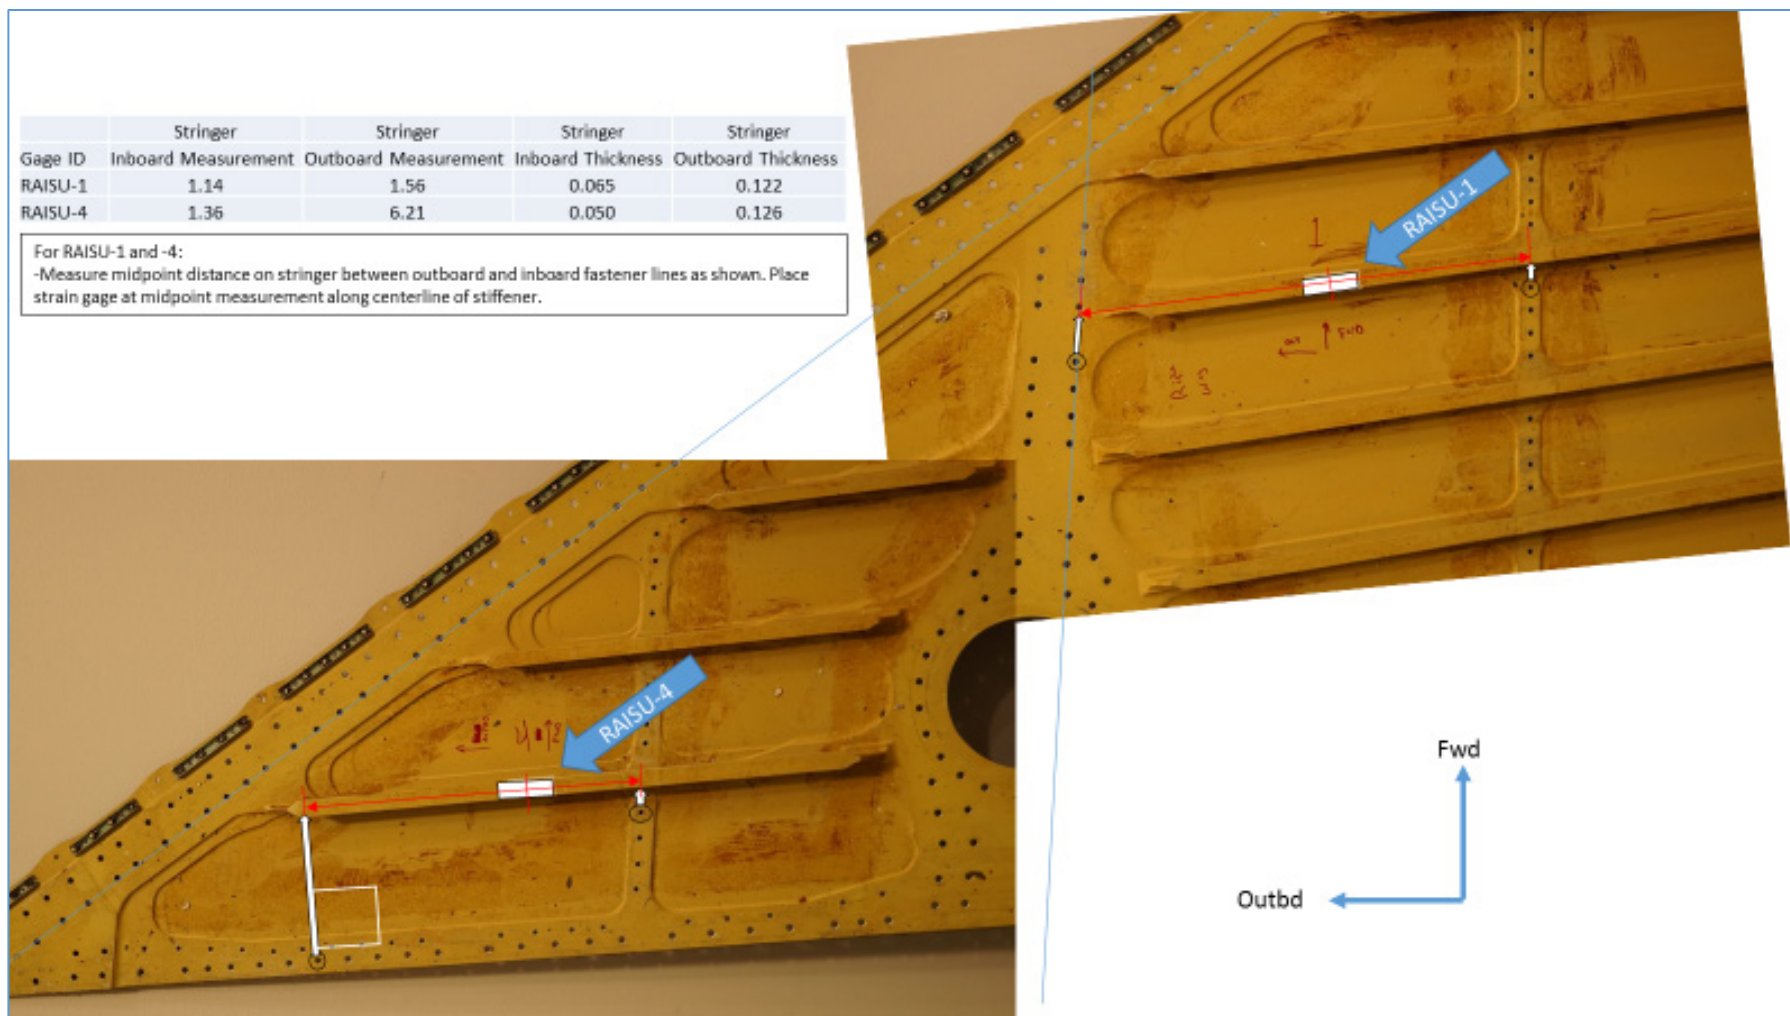 Stringer Stringer Stringer Stringer
Gage ID Inboard Measurement Outboard Measurement Inboard Thickness Outboard Thickness
RAISU-1 1.14 1.56 0.065 0.122
RAISU-4 1.36 6.21 0.050 0.126
For RAISU-1 and -4:
-Measure midpoint distance on stringer between outboard and inboard fastener lines as shown. Place
strain gage at midpoint measurement along centerline of stiffener.
RAISU-1
1
OUT
FWD
RAISU-4
4
Fwd
Outbd